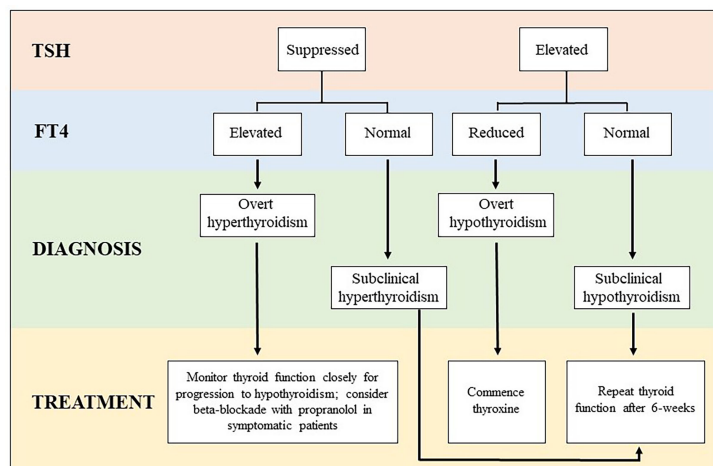 TSH
Suppressed
Elevated
FT4
Elevated
Normal
Reduced
Normal
DIAGNOSIS
Overt
hyperthyroidism
Overt
hypothyroidism
Subclinical
hyperthyroidism
Subclinical
hypothyroidism
TREATMENT
Monitor thyroid function closely for
progression to hypothyroidism; consider
beta-blockade with propranolol in
symptomatic patients
Commence
thyroxine
Repeat thyroid
function after 6-weeks